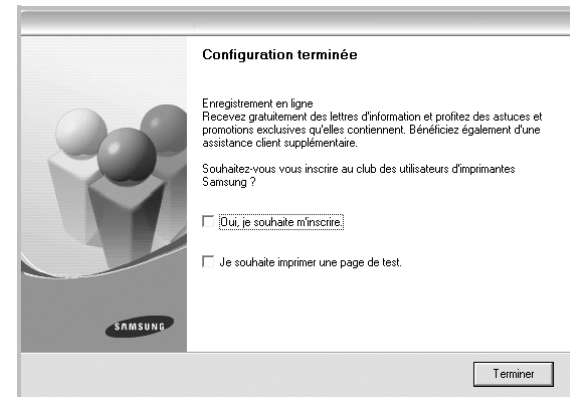 Configuration terminée
Enregistrement en ligne
Recevez gratuitement des lettres d'information et profitez des astuces et
promotions exclusives qu'elles contiennent. Bénéficiez également d'une
assistance client supplémentaire.
Souhaitez-vous vous inscrire au club des utilisateurs d'imprimantes
Samsung ?
Oui, je souhaite m'inscrire.
Je souhaite imprimer une page de test.
SAMSUNG
Terminer